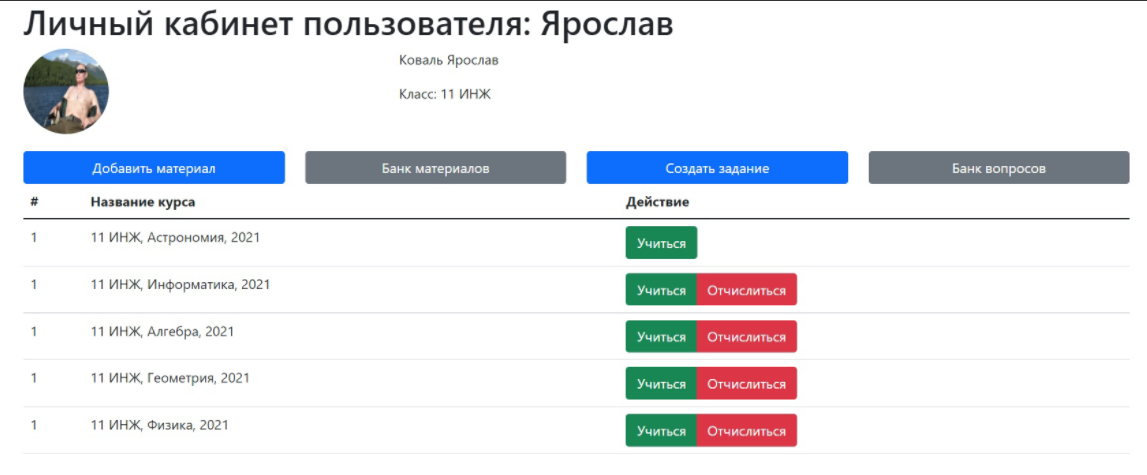 Личный кабинет пользователя: Ярослав
Коваль Ярослав
Класс: 11 ИНЖ
Добавить материал Банк материалов Создать задание Банк вопросов
# Название курса Действие
1 11 ИНЖ, Астрономия, 2021 Учиться
1 11 ИНЖ, Информатика, 2021 Учиться Отчислиться
1 11 ИНЖ, Алгебра, 2021 Учиться Отчислиться
1 11 ИНЖ, Геометрия, 2021 Учиться Отчислиться
1 11 ИНЖ, Физика, 2021 Учиться Отчислиться